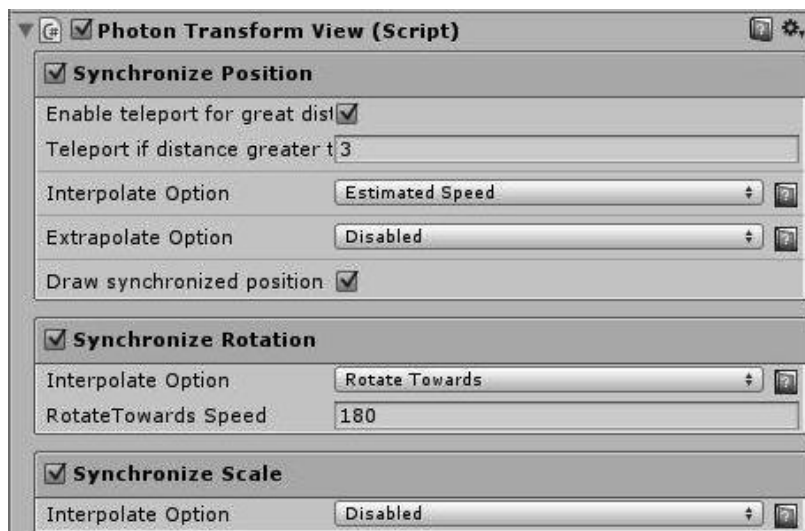 Photon Transform View (Script)
Synchronize Position
Enable teleport for great dist
Teleport if distance greater t 3
Interpolate Option Estimated Speed
Extrapolate Option Disabled
Draw synchronized position
Synchronize Rotation
Interpolate Option Rotate Towards
RotateTowards Speed 180
Synchronize Scale
Interpolate Option Disabled